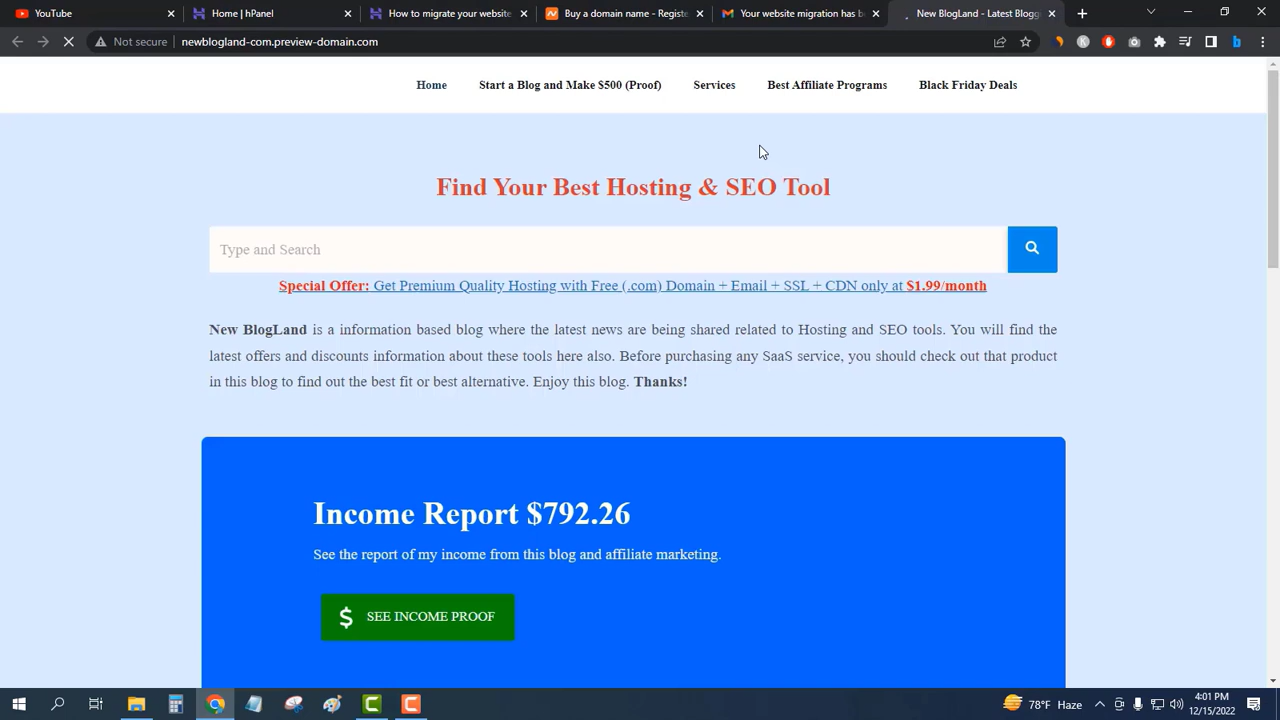 YouTube
Home | hPanel
How to migrate your website
Buy a domain name - Registe
Your website migration has b
New BlogLand - Latest Blogg
Not secure
newblogland-com.preview-domain.com
Home
Start a Blog and Make $500 (Proof)
Services
Best Affiliate Programs
Black Friday Deals
Find Your Best Hosting & SEO Tool
Type and Search
Special Offer: Get Premium Quality Hosting with Free (.com) Domain + Email + SSL + CDN only at $1.99/month
New BlogLand is a information based blog where the latest news are being shared related to Hosting and SEO tools. You will find the
latest offers and discounts information about these tools here also. Before purchasing any SaaS service, you should check out that product
in this blog to find out the best fit or best alternative. Enjoy this blog. Thanks!
Income Report $792.26
See the report of my income from this blog and affiliate marketing.
SEE INCOME PROOF
78°F Haze
4:01 PM
12/15/2022